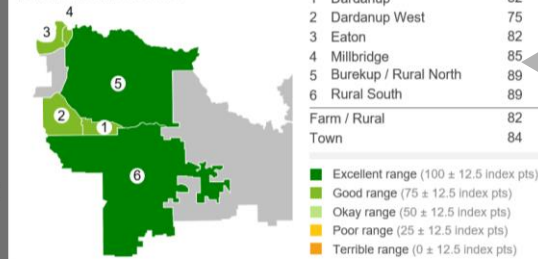 4
3
5
2
1
6
1 Dardanup 82
2 Dardanup West 75
3 Eaton 82
4 Millbridge 85
5 Burekup / Rural North 89
6 Rural South 89
Farm / Rural 82
Town 84
Excellent range (100 ± 12.5 index pts)
Good range (75 ± 12.5 index pts)
Okay range (50 ± 12.5 index pts)
Poor range (25 ± 12.5 index pts)
Terrible range (0 ± 12.5 index pts)